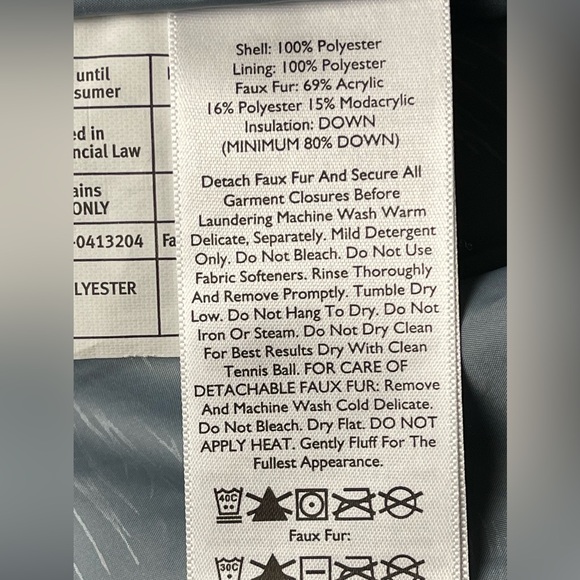 until
sumer
ed in
ncial Law
ains
ONLY
-0413204
Fa
LYESTER
Shell: 100% Polyester
Lining: 100% Polyester
Faux Fur: 69% Acrylic
16% Polyester 15% Modacrylic
Insulation: DOWN
(MINIMUM 80% DOWN)
Detach Faux Fur And Secure All
Garment Closures Before
Laundering Machine Wash Warm
Delicate, Separately. Mild Detergent
Only. Do Not Bleach. Do Not Use
Fabric Softeners. Rinse Thoroughly
And Remove Promptly. Tumble Dry
Low. Do Not Hang To Dry. Do Not
Iron Or Steam. Do Not Dry Clean
For Best Results Dry With Clean
Tennis Ball. FOR CARE OF
DETACHABLE FAUX FUR: Remove
And Machine Wash Cold Delicate.
Do Not Bleach. Dry Flat. DO NOT
APPLY HEAT. Gently Fluff For The
Fullest Appearance.
40C
Faux Fur:
30C